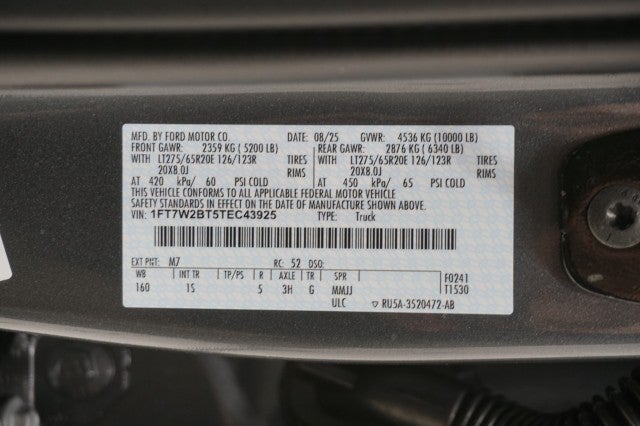 MFD. BY FORD MOTOR CO. DATE: 08/25 GVWR: 4536 KG (10000 LB)
FRONT GAWR: 2359 KG ( 5200 LB) REAR GAWR: 2876 KG ( 6340 LB)
WITH LT275/65R20E 126/123R TIRES WITH LT275/65R20E 126/123R TIRES
20X8.0J RIMS 20X8.0J RIMS
AT 420 kPa/ 60 PSI COLD AT 450 kPa/ 65 PSI COLD
THIS VEHICLE CONFORMS TO ALL APPLICABLE FEDERAL MOTOR VEHICLE
SAFETY STANDARDS IN EFFECT ON THE DATE OF MANUFACTURE SHOWN ABOVE.
VIN: 1FT7W2BT5TEC43925 TYPE: Truck
EXT PNT: M7 RC: 52 DSO:
WB INT TR TP/PS R AXLE TR SPR F0241
160 1S 5 3H G MMJJ T1530
ULC ▽ RU5A-3520472-AB